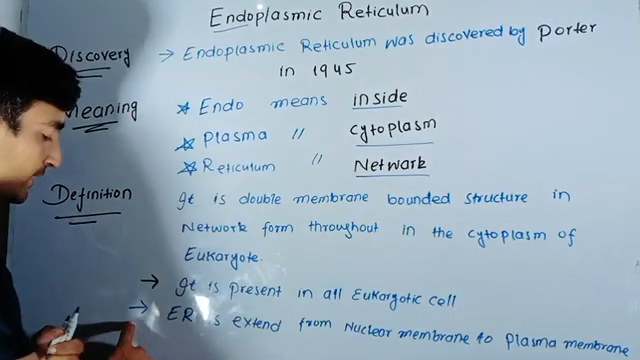 Endoplasmic Reticulum
Discovery → Endoplasmic Reticulum was discovered by Porter
in 1945
Meaning ★ Endo means inside
★ Plasma " cytoplasm
★ Reticulum " Network
Definition It is double membrane bounded structure in
Network form throughout in the cytoplasm of
Eukaryote.
→ It is present in all Eukaryotic cell
→ ER is extend from Nuclear membrane to plasma membrane